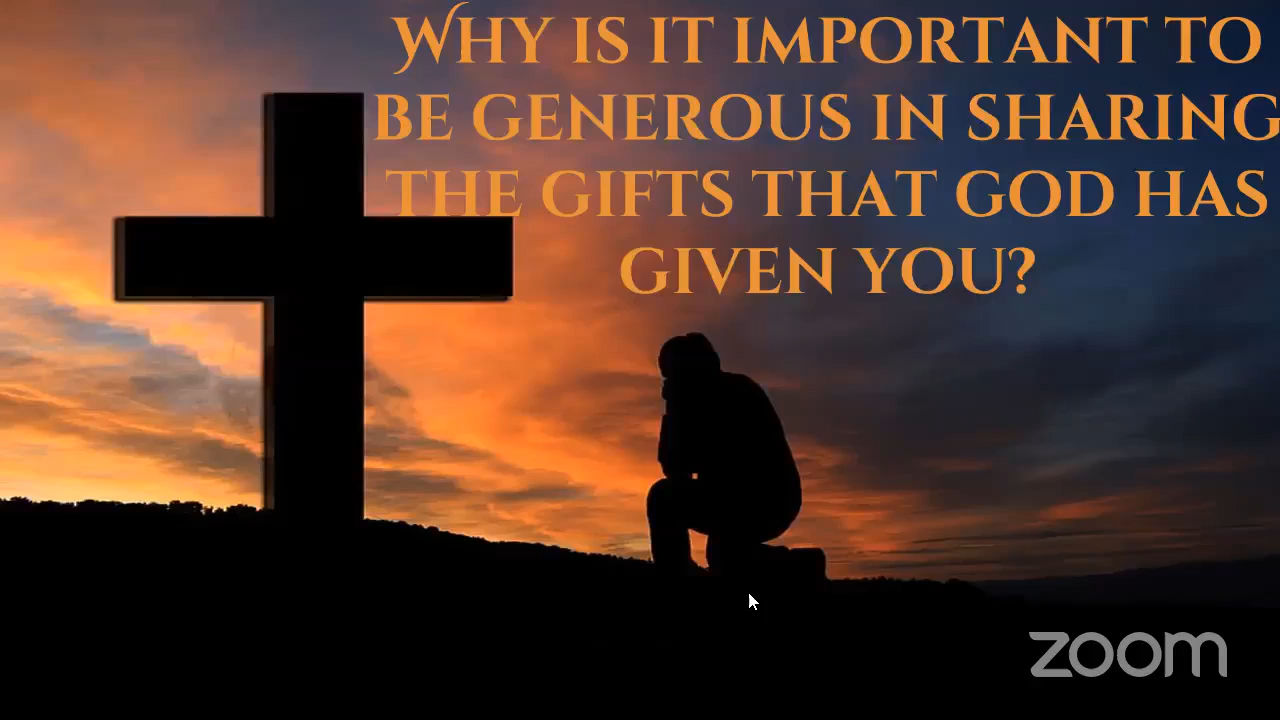 Why is it important to
be generous in sharing
the gifts that God has
given you?
zoom